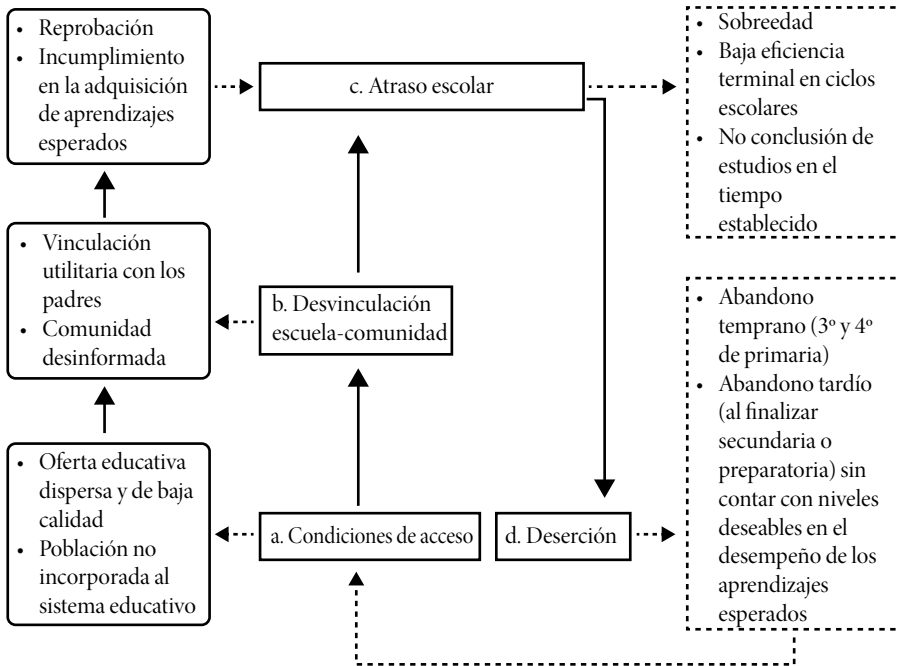 • Reprobación
• Incumplimiento
en la adquisición
de aprendizajes
esperados
c. Atraso escolar
• Sobreedad
• Baja eficiencia
terminal en ciclos
escolares
• No conclusión de
estudios en el
tiempo
establecido
• Vinculación
utilitaria con los
padres
• Comunidad
desinformada
b. Desvinculación
escuela-comunidad
• Abandono
temprano (3º y 4º
de primaria)
• Abandono tardío
(al finalizar
secundaria o
preparatoria) sin
contar con niveles
deseables en el
desempeño de los
aprendizajes
esperados
• Oferta educativa
dispersa y de baja
calidad
• Población no
incorporada al
sistema educativo
a. Condiciones de acceso
d. Deserción